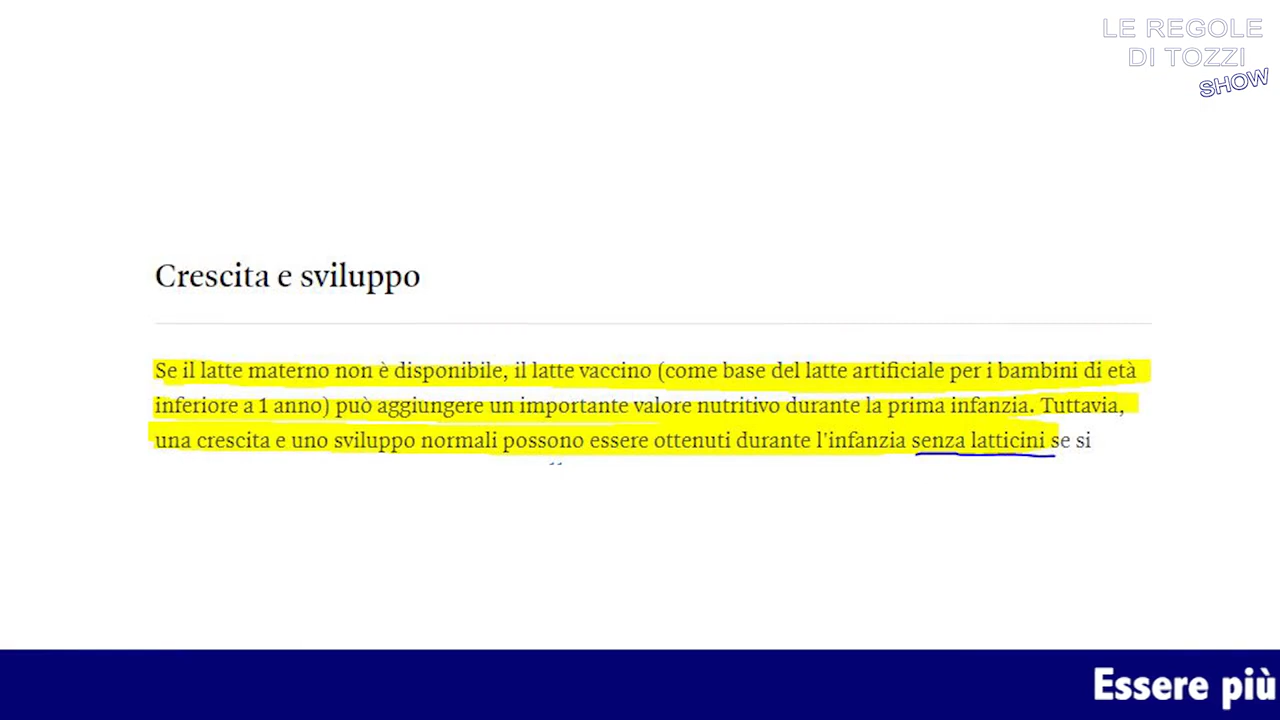 LE REGOLE
DI TOZZI
SHOW
Crescita e sviluppo
Se il latte materno non è disponibile, il latte vaccino (come base del latte artificiale per i bambini di età
inferiore a 1 anno) può aggiungere un importante valore nutritivo durante la prima infanzia. Tuttavia,
una crescita e uno sviluppo normali possono essere ottenuti durante l'infanzia senza latticini se si
Essere più